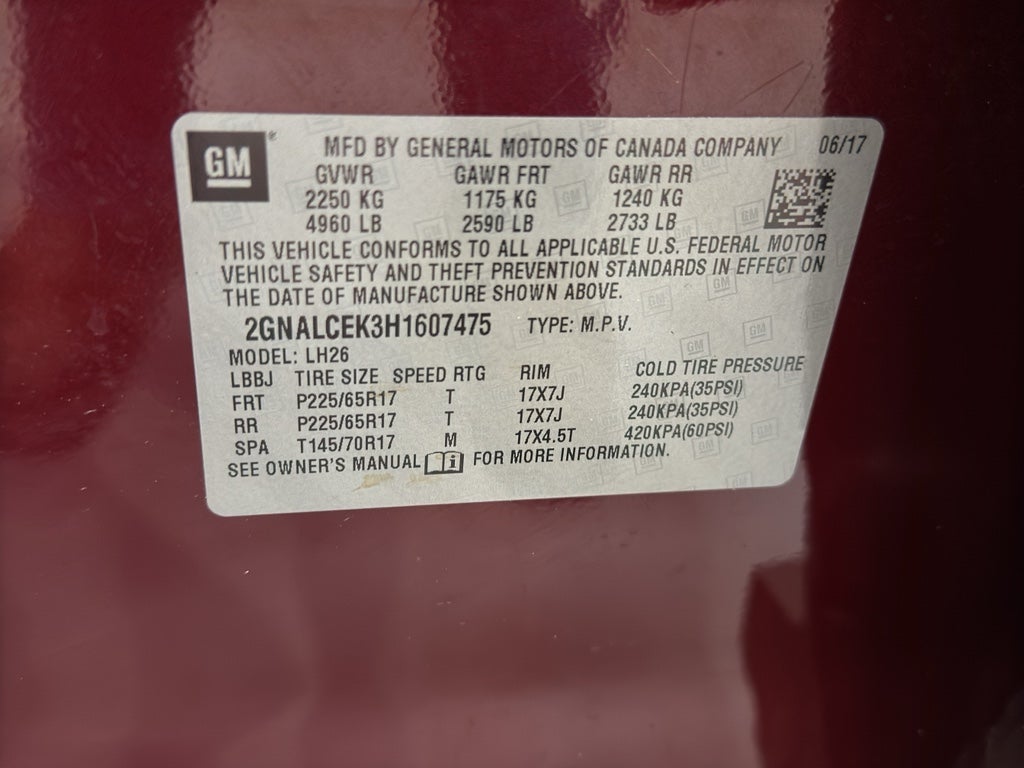 GM ®
MFD BY GENERAL MOTORS OF CANADA COMPANY 06/17
GVWR GAWR FRT GAWR RR
2250 KG 1175 KG 1240 KG
4960 LB 2590 LB 2733 LB
THIS VEHICLE CONFORMS TO ALL APPLICABLE U.S. FEDERAL MOTOR
VEHICLE SAFETY AND THEFT PREVENTION STANDARDS IN EFFECT ON
THE DATE OF MANUFACTURE SHOWN ABOVE.
2GNALCEK3H1607475 TYPE: M.P.V.
MODEL: LH26
LBBJ TIRE SIZE SPEED RTG RIM COLD TIRE PRESSURE
FRT P225/65R17 T 17X7J 240KPA(35PSI)
RR P225/65R17 T 17X7J 240KPA(35PSI)
SPA T145/70R17 M 17X4.5T 420KPA(60PSI)
SEE OWNER'S MANUAL FOR MORE INFORMATION.